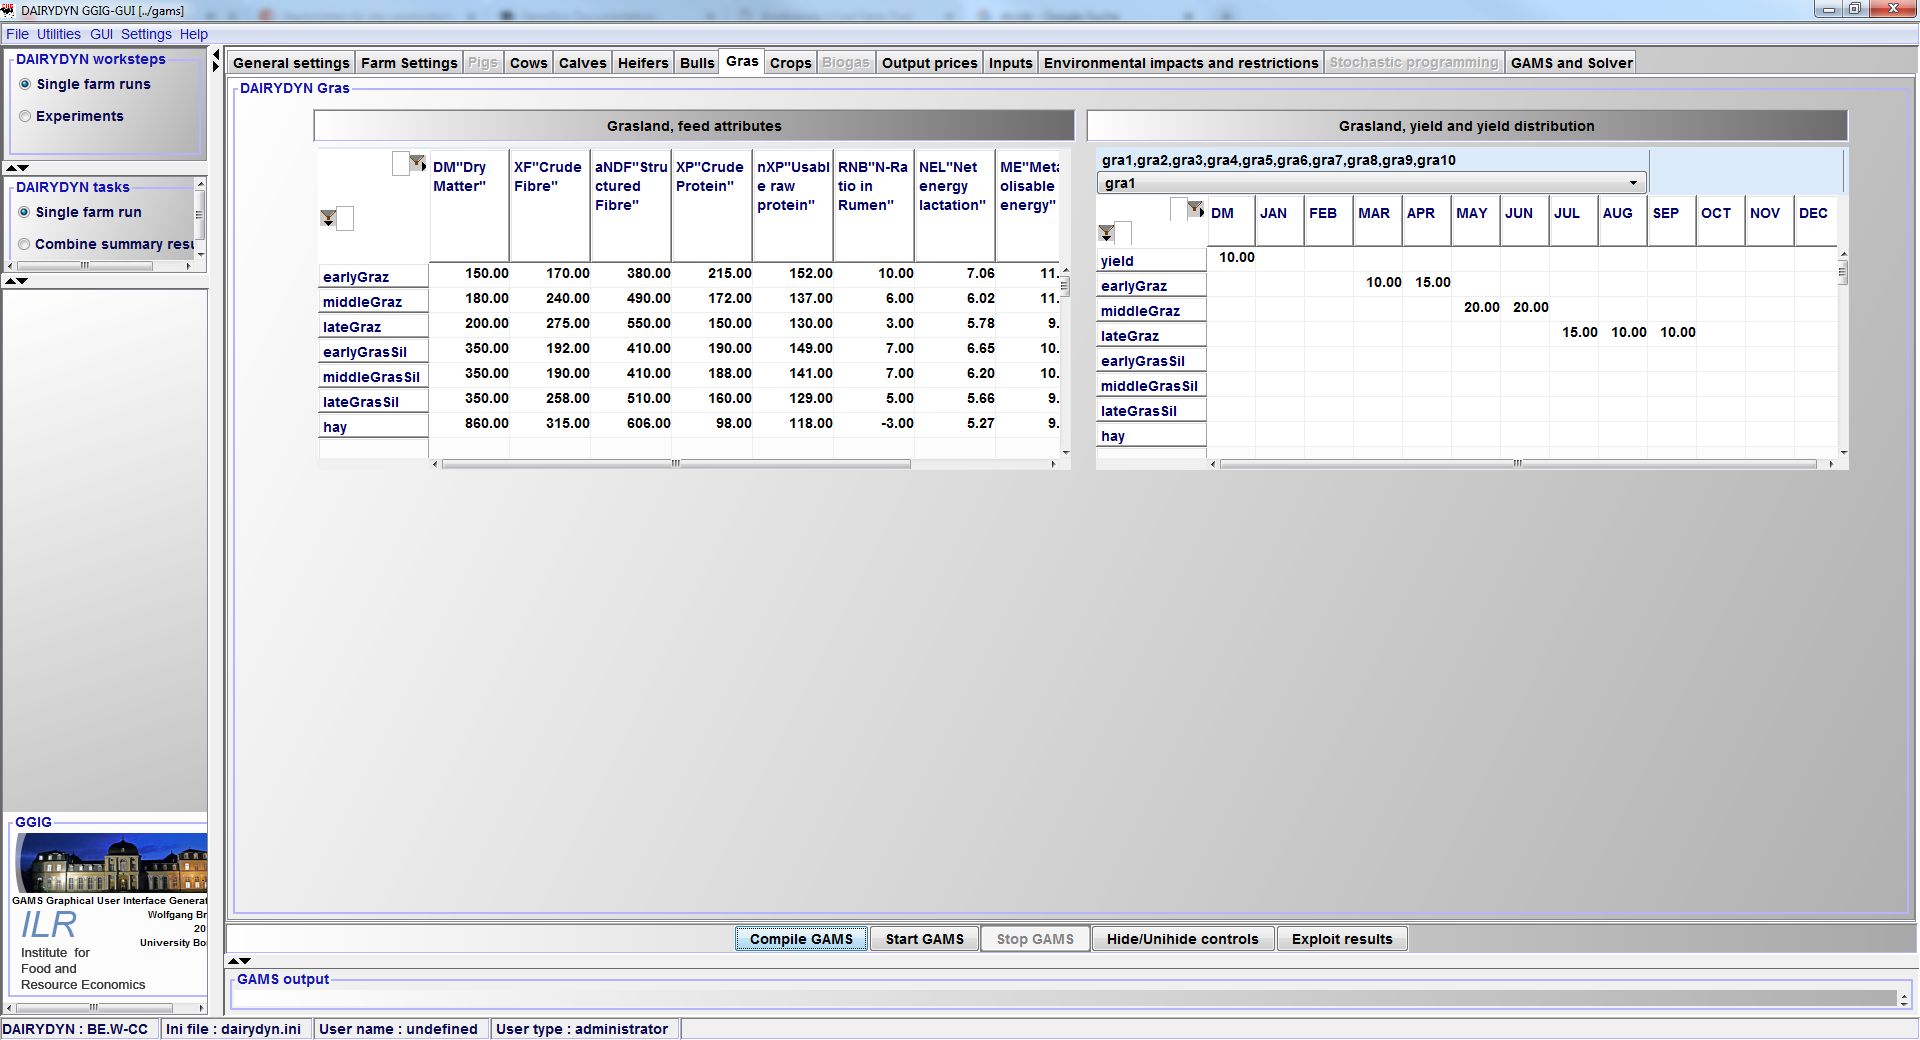 DAIRYDYN GGIG-GUI [../gams]
File Utilities GUI Settings Help
DAIRYDYN worksteps
Single farm runs
Experiments
DAIRYDYN tasks
Single farm run
Combine summary resu
GGIG
GAMS Graphical User Interface Generat
Wolfgang Br
20
University Bo
ILR
Institute for
Food and
Resource Economics
General settings Farm Settings Pigs Cows Calves Heifers Bulls Gras Crops Biogas Output prices Inputs Environmental impacts and restrictions Stochastic programming GAMS and Solver
DAIRYDYN Gras
Grasland, feed attributes
DM"Dry Matter" XF"Crude Fibre" aNDF"Structured Fibre" XP"Crude Protein" nXP"Usable raw protein" RNB"N-Ratio in Rumen" NEL"Net energy lactation" ME"Metaolisable energy"
earlyGraz 150.00 170.00 380.00 215.00 152.00 10.00 7.06 11.
middleGraz 180.00 240.00 490.00 172.00 137.00 6.00 6.02 11.
lateGraz 200.00 275.00 550.00 150.00 130.00 3.00 5.78 9.
earlyGrasSil 350.00 192.00 410.00 190.00 149.00 7.00 6.65 10.
middleGrasSil 350.00 190.00 410.00 188.00 141.00 7.00 6.20 10.
lateGrasSil 350.00 258.00 510.00 160.00 129.00 5.00 5.66 9.
hay 860.00 315.00 606.00 98.00 118.00 -3.00 5.27 9.
Grasland, yield and yield distribution
gra1,gra2,gra3,gra4,gra5,gra6,gra7,gra8,gra9,gra10
gra1
DM JAN FEB MAR APR MAY JUN JUL AUG SEP OCT NOV DEC
yield 10.00
earlyGraz 10.00 15.00
middleGraz 20.00 20.00
lateGraz 15.00 10.00 10.00
earlyGrasSil
middleGrasSil
lateGrasSil
hay
Compile GAMS Start GAMS Stop GAMS Hide/Unihide controls Exploit results
GAMS output
DAIRYDYN : BE.W-CC Ini file : dairydyn.ini User name : undefined User type : administrator